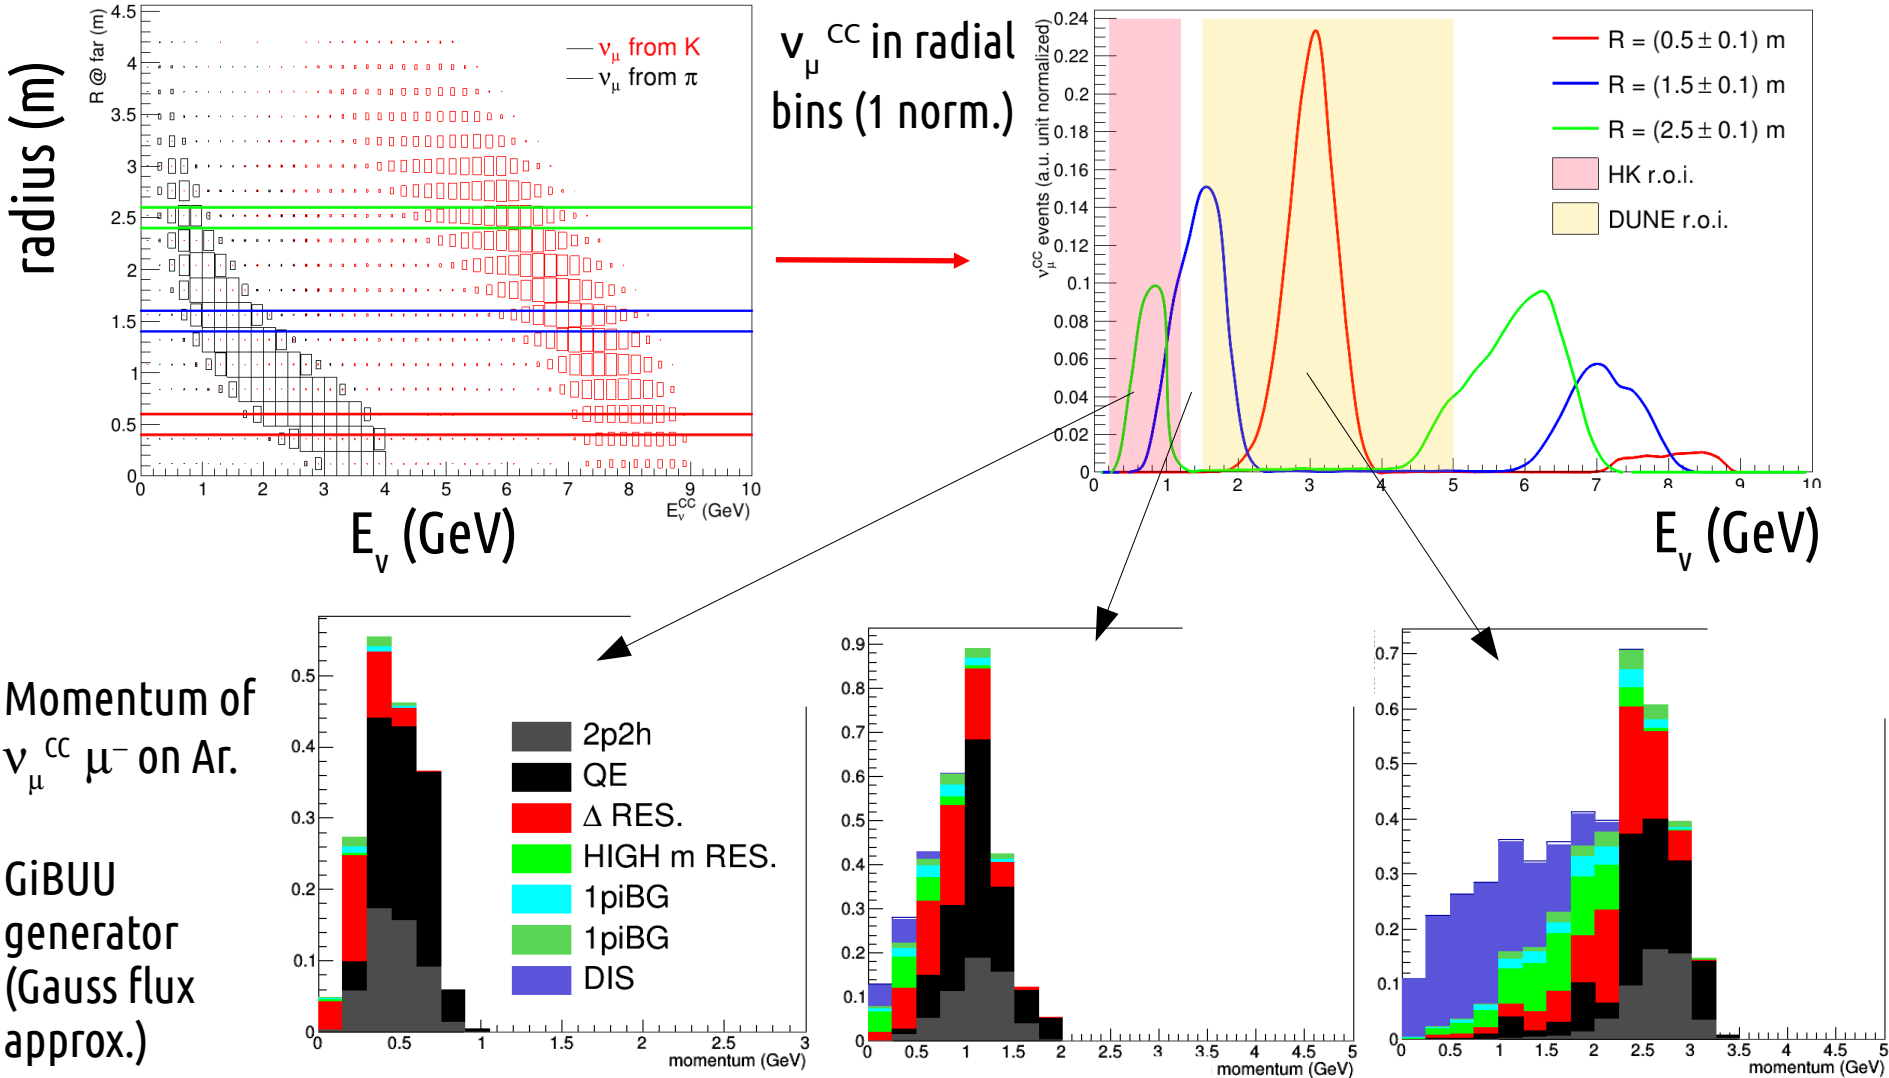 radius (m)
R @ far (m)
4.5
4
3.5
3
2.5
2
1.5
1
0.5
0
ν_μ from K
ν_μ from π
0 1 2 3 4 5 6 7 8 9 10
E_ν^CC (GeV)
E_ν (GeV)
ν_μ^CC in radial
bins (1 norm.)
ν_μ^CC events (a.u. unit normalized)
0.24
0.22
0.2
0.18
0.16
0.14
0.12
0.1
0.08
0.06
0.04
0.02
0
R = (0.5 ± 0.1) m
R = (1.5 ± 0.1) m
R = (2.5 ± 0.1) m
HK r.o.i.
DUNE r.o.i.
0 1 2 3 4 5 6 7 8 9 10
E_ν (GeV)
Momentum of
ν_μ^CC μ⁻ on Ar.
GiBUU
generator
(Gauss flux
approx.)
0.5
0.4
0.3
0.2
0.1
0
2p2h
QE
Δ RES.
HIGH m RES.
1piBG
1piBG
DIS
0 0.5 1 1.5 2 2.5 3
momentum (GeV)
0.9
0.8
0.7
0.6
0.5
0.4
0.3
0.2
0.1
0
0 0.5 1 1.5 2 2.5 3 3.5 4 4.5 5
momentum (GeV)
0.7
0.6
0.5
0.4
0.3
0.2
0.1
0
0 0.5 1 1.5 2 2.5 3 3.5 4 4.5 5
momentum (GeV)